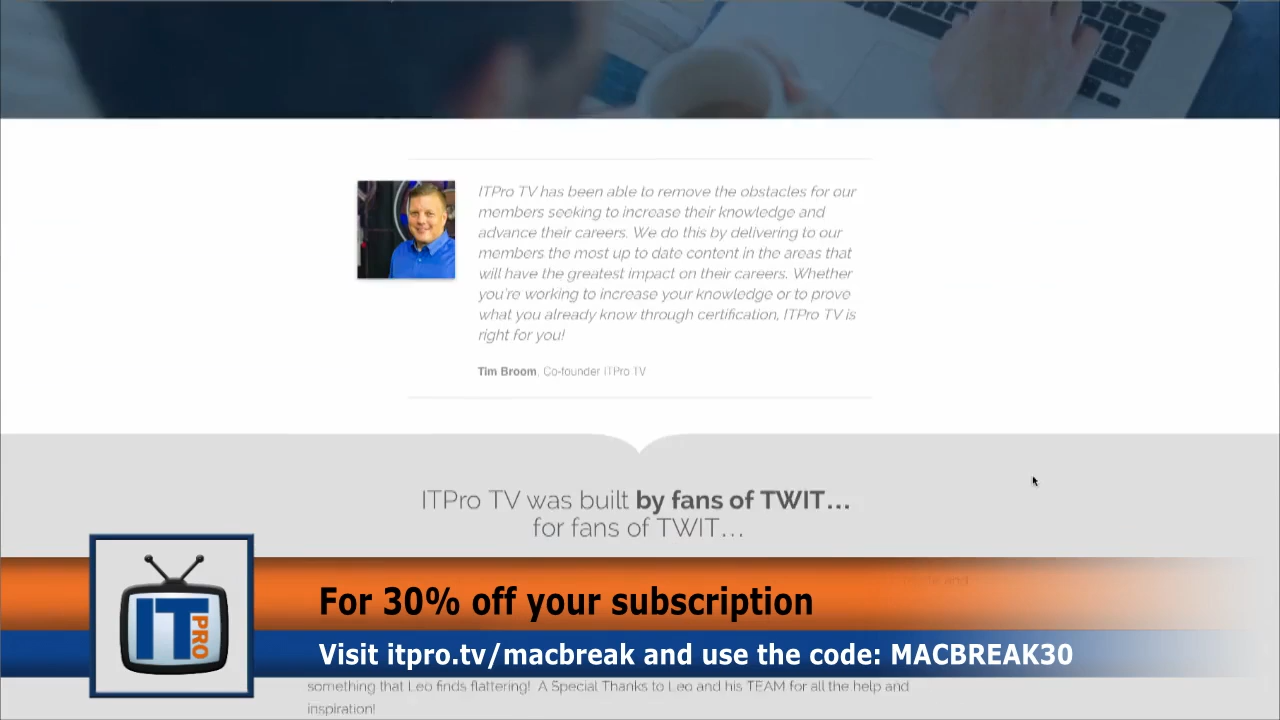 ITPro TV has been able to remove the obstacles for our
members seeking to increase their knowledge and
advance their careers. We do this by delivering to our
members the most up to date content in the areas that
will have the greatest impact on their careers. Whether
you're working to increase your knowledge or to prove
what you already know through certification, ITPro TV is
right for you!
Tim Broom, Co-founder ITPro TV
ITPro TV was built by fans of TWIT...
for fans of TWIT...
IT PRO
For 30% off your subscription
Visit itpro.tv/macbreak and use the code: MACBREAK30
something that Leo finds flattering! A Special Thanks to Leo and his TEAM for all the help and
inspiration!